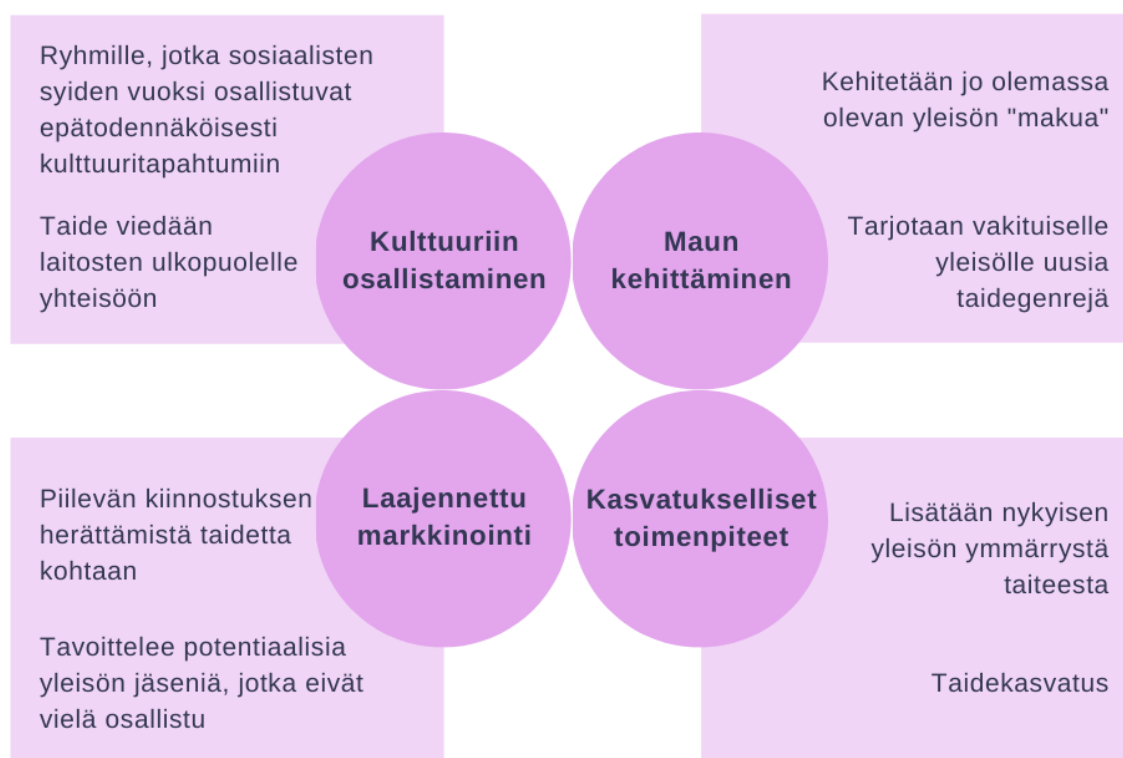 Ryhmille, jotka sosiaalisten
syiden vuoksi osallistuvat
epätodennäköisesti
kulttuuritapahtumiin
Taide viedään
laitosten ulkopuolelle
yhteisöön
Kulttuuriin
osallistaminen
Maun
kehittäminen
Kehitetään jo olemassa
olevan yleisön "makua"
Tarjotaan vakituiselle
yleisölle uusia
taidegenrejä
Piilevän kiinnostuksen
herättämistä taidetta
kohtaan
Tavoittelee potentiaalisia
yleisön jäseniä, jotka eivät
vielä osallistu
Laajennettu
markkinointi
Kasvatukselliset
toimenpiteet
Lisätään nykyisen
yleisön ymmärrystä
taiteesta
Taidekasvatus